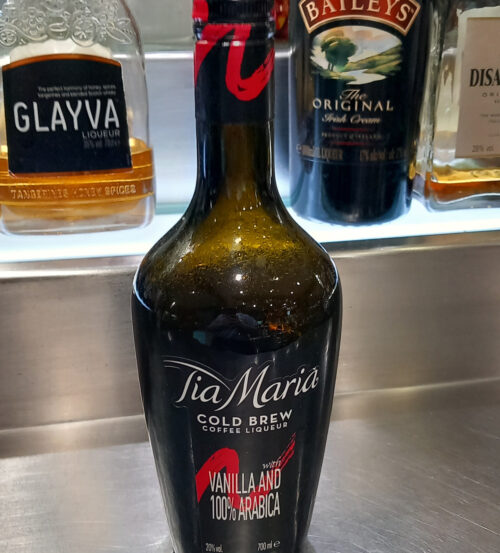 GLAYVA
LIQUEUR
TANGERINES HONEY SPICES
BAILEYS
The
ORIGINAL
Irish Cream
DISA
Tia Maria
COLD BREW
COFFEE LIQUEUR
with
VANILLA AND
100% ARABICA
20% vol. 700 ml e